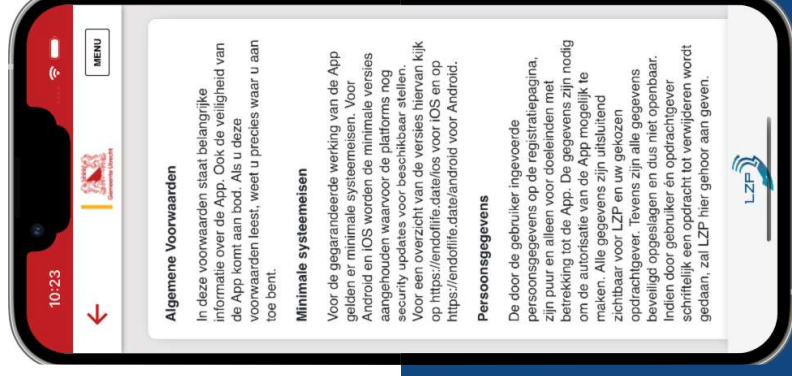 10:23
MENU
Gemeente Utrecht
Algemene Voorwaarden
In deze voorwaarden staat belangrijke
informatie over de App. Ook de veiligheid van
de App komt aan bod. Als u deze
voorwaarden leest, weet u precies waar u aan
toe bent.
Minimale systeemeisen
Voor de gegarandeerde werking van de App
gelden er minimale systeemeisen. Voor
Android en iOS worden de minimale versies
aangehouden waarvoor de platforms nog
security updates voor beschikbaar stellen.
Voor een overzicht van de versies hiervan kijk
op https://endoflife.date/ios voor iOS en op
https://endoflife.date/android voor Android.
Persoonsgegevens
De door de gebruiker ingevoerde
persoonsgegevens op de registratiepagina,
zijn puur en alleen voor doeleinden met
betrekking tot de App. De gegevens zijn nodig
om de autorisatie van de App mogelijk te
maken. Alle gegevens zijn uitsluitend
zichtbaar voor LZP en uw gekozen
opdrachtgever. Tevens zijn alle gegevens
beveiligd opgeslagen en dus niet openbaar.
Indien door gebruiker én opdrachtgever
schriftelijk een opdracht tot verwijderen wordt
gedaan, zal LZP hier gehoor aan geven.
LZP